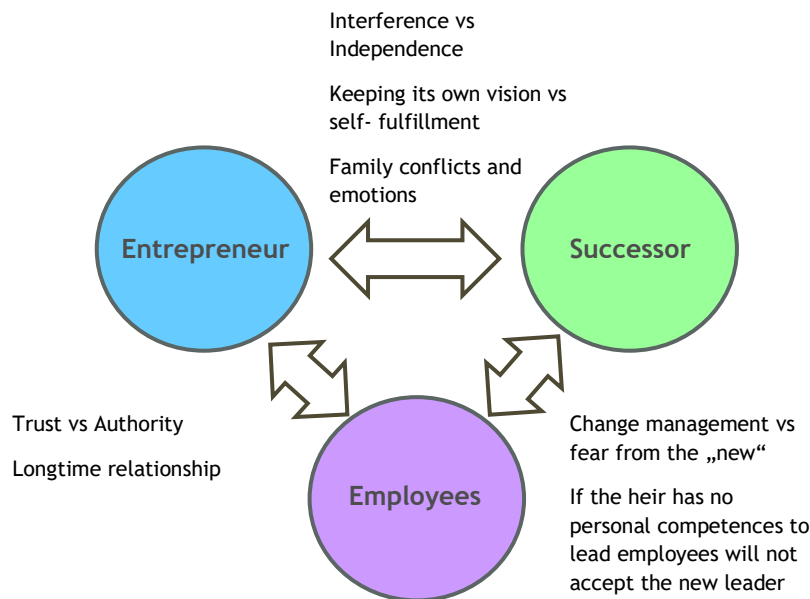 Interference vs
Independence
Keeping its own vision vs
self- fulfillment
Family conflicts and
emotions
Entrepreneur
Successor
Trust vs Authority
Longtime relationship
Employees
Change management vs
fear from the „new“
If the heir has no
personal competences to
lead employees will not
accept the new leader